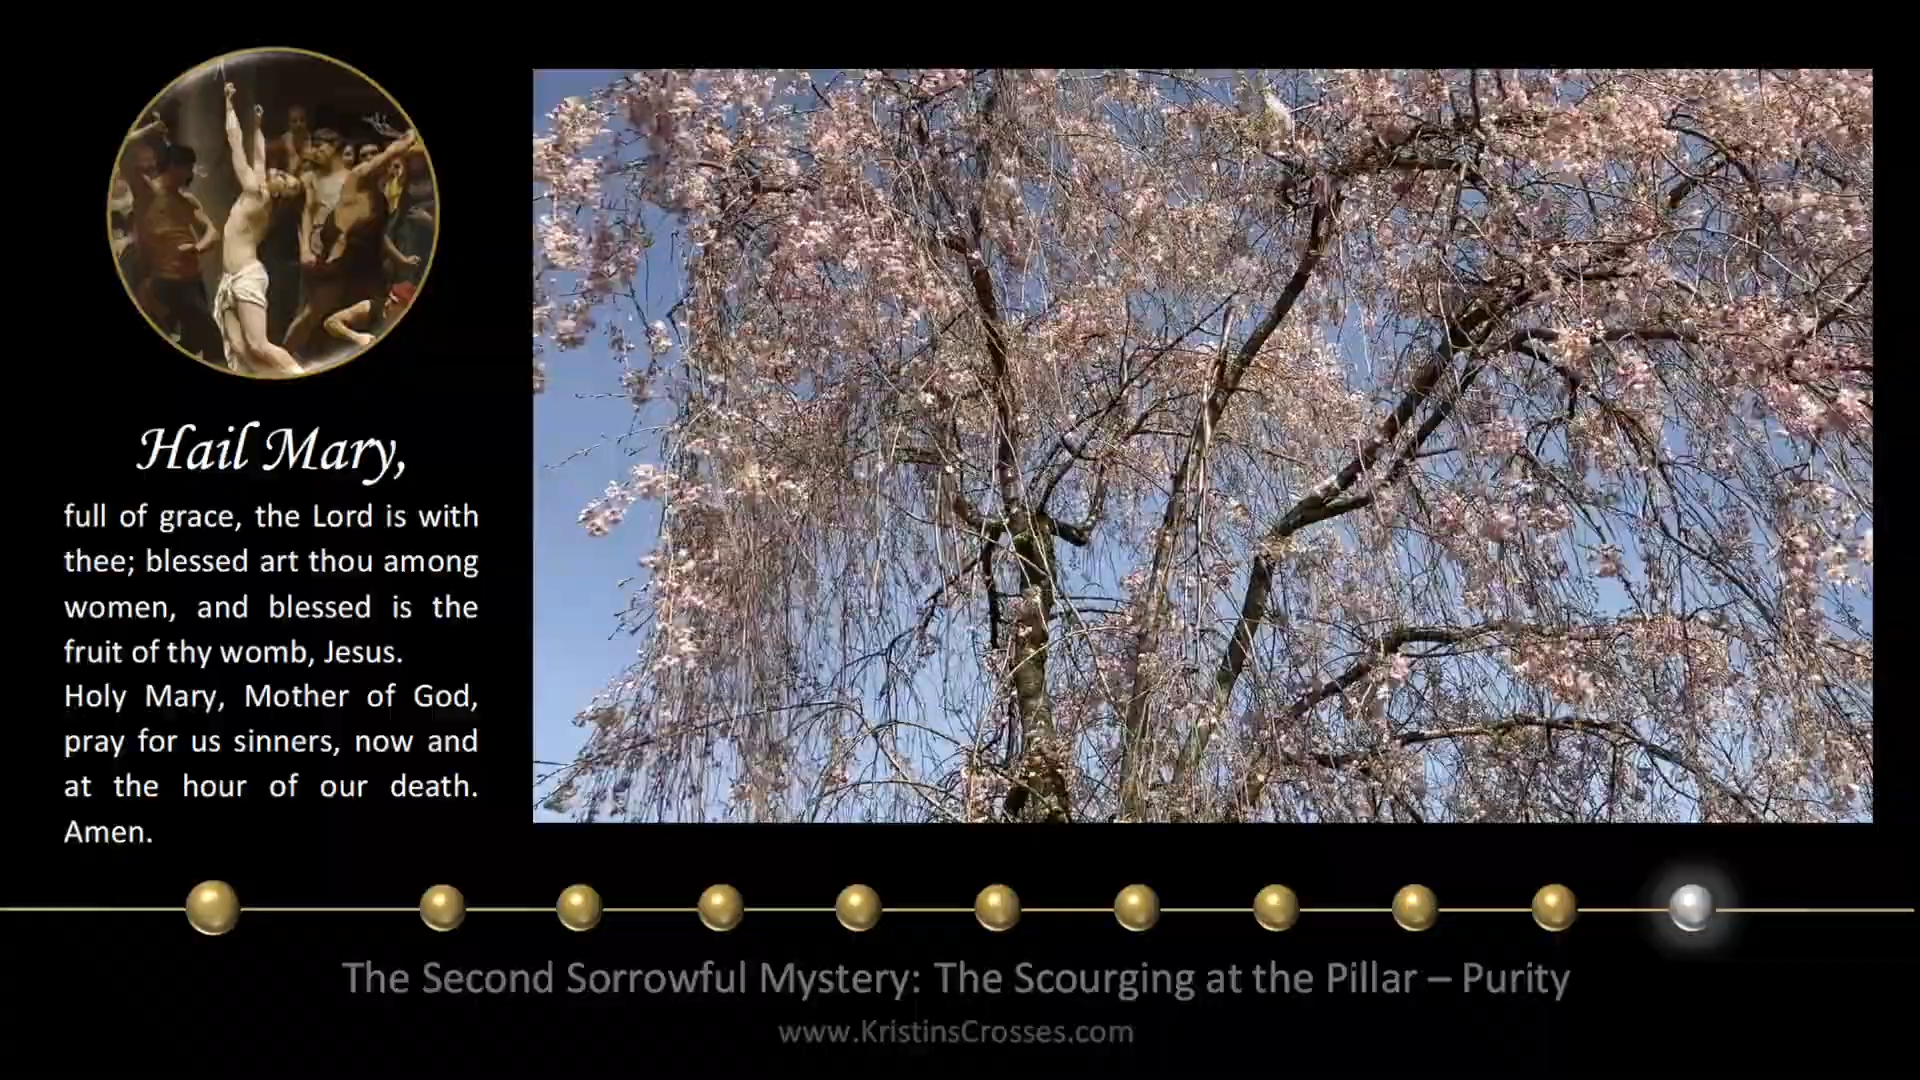 Hail Mary,
full of grace, the Lord is with
thee; blessed art thou among
women, and blessed is the
fruit of thy womb, Jesus.
Holy Mary, Mother of God,
pray for us sinners, now and
at the hour of our death.
Amen.
The Second Sorrowful Mystery: The Scourging at the Pillar – Purity
www.KristinsCrosses.com